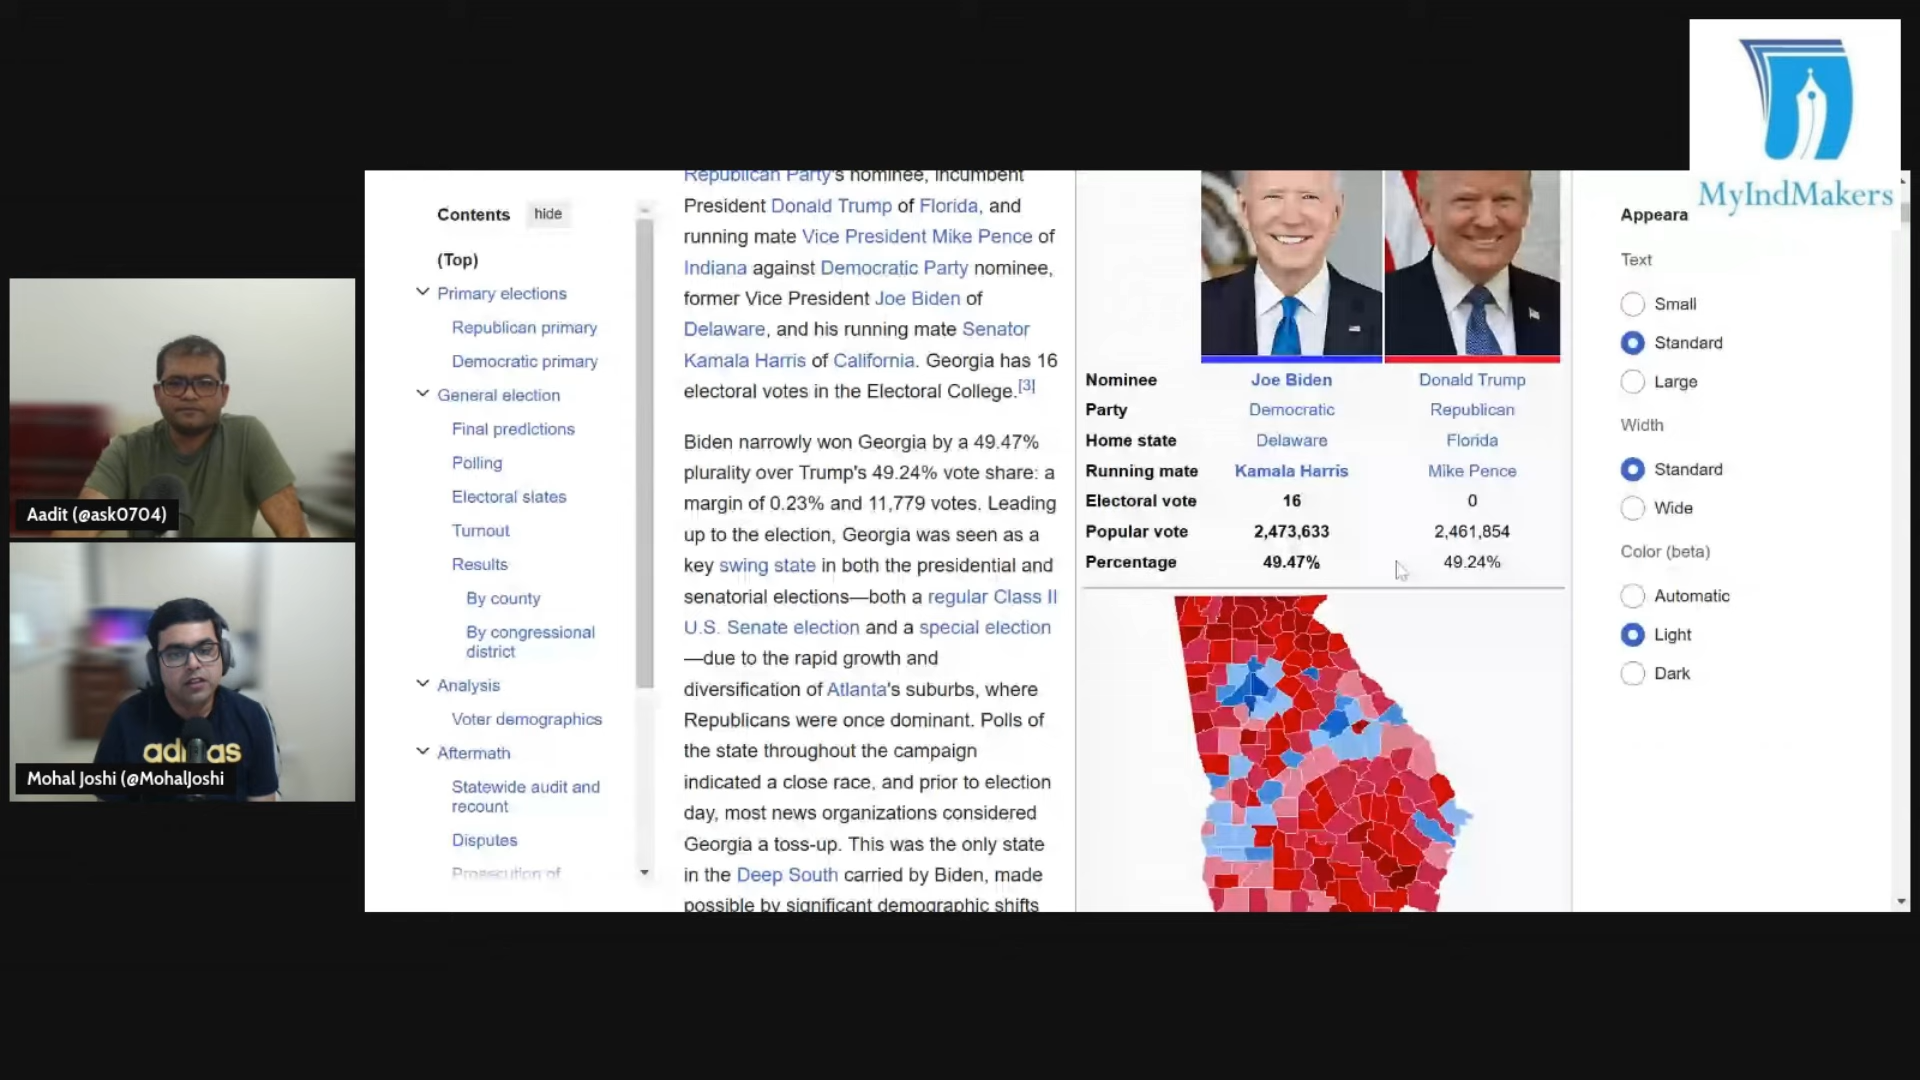 MyIndMakers
Contents hide
(Top)
Primary elections
Republican primary
Democratic primary
General election
Final predictions
Polling
Electoral slates
Turnout
Results
By county
By congressional
district
Analysis
Voter demographics
Aftermath
Statewide audit and
recount
Disputes
Prosecution of
Republican Party's nominee, incumbent
President Donald Trump of Florida, and
running mate Vice President Mike Pence of
Indiana against Democratic Party nominee,
former Vice President Joe Biden of
Delaware, and his running mate Senator
Kamala Harris of California. Georgia has 16
electoral votes in the Electoral College.[3]
Biden narrowly won Georgia by a 49.47%
plurality over Trump's 49.24% vote share: a
margin of 0.23% and 11,779 votes. Leading
up to the election, Georgia was seen as a
key swing state in both the presidential and
senatorial elections—both a regular Class II
U.S. Senate election and a special election
—due to the rapid growth and
diversification of Atlanta's suburbs, where
Republicans were once dominant. Polls of
the state throughout the campaign
indicated a close race, and prior to election
day, most news organizations considered
Georgia a toss-up. This was the only state
in the Deep South carried by Biden, made
possible by significant demographic shifts
Nominee Joe Biden Donald Trump
Party Democratic Republican
Home state Delaware Florida
Running mate Kamala Harris Mike Pence
Electoral vote 16 0
Popular vote 2,473,633 2,461,854
Percentage 49.47% 49.24%
Appeara
Text
Small
Standard
Large
Width
Standard
Wide
Color (beta)
Automatic
Light
Dark
Aadit (@ask0704)
adidas
Mohal Joshi (@MohalJoshi